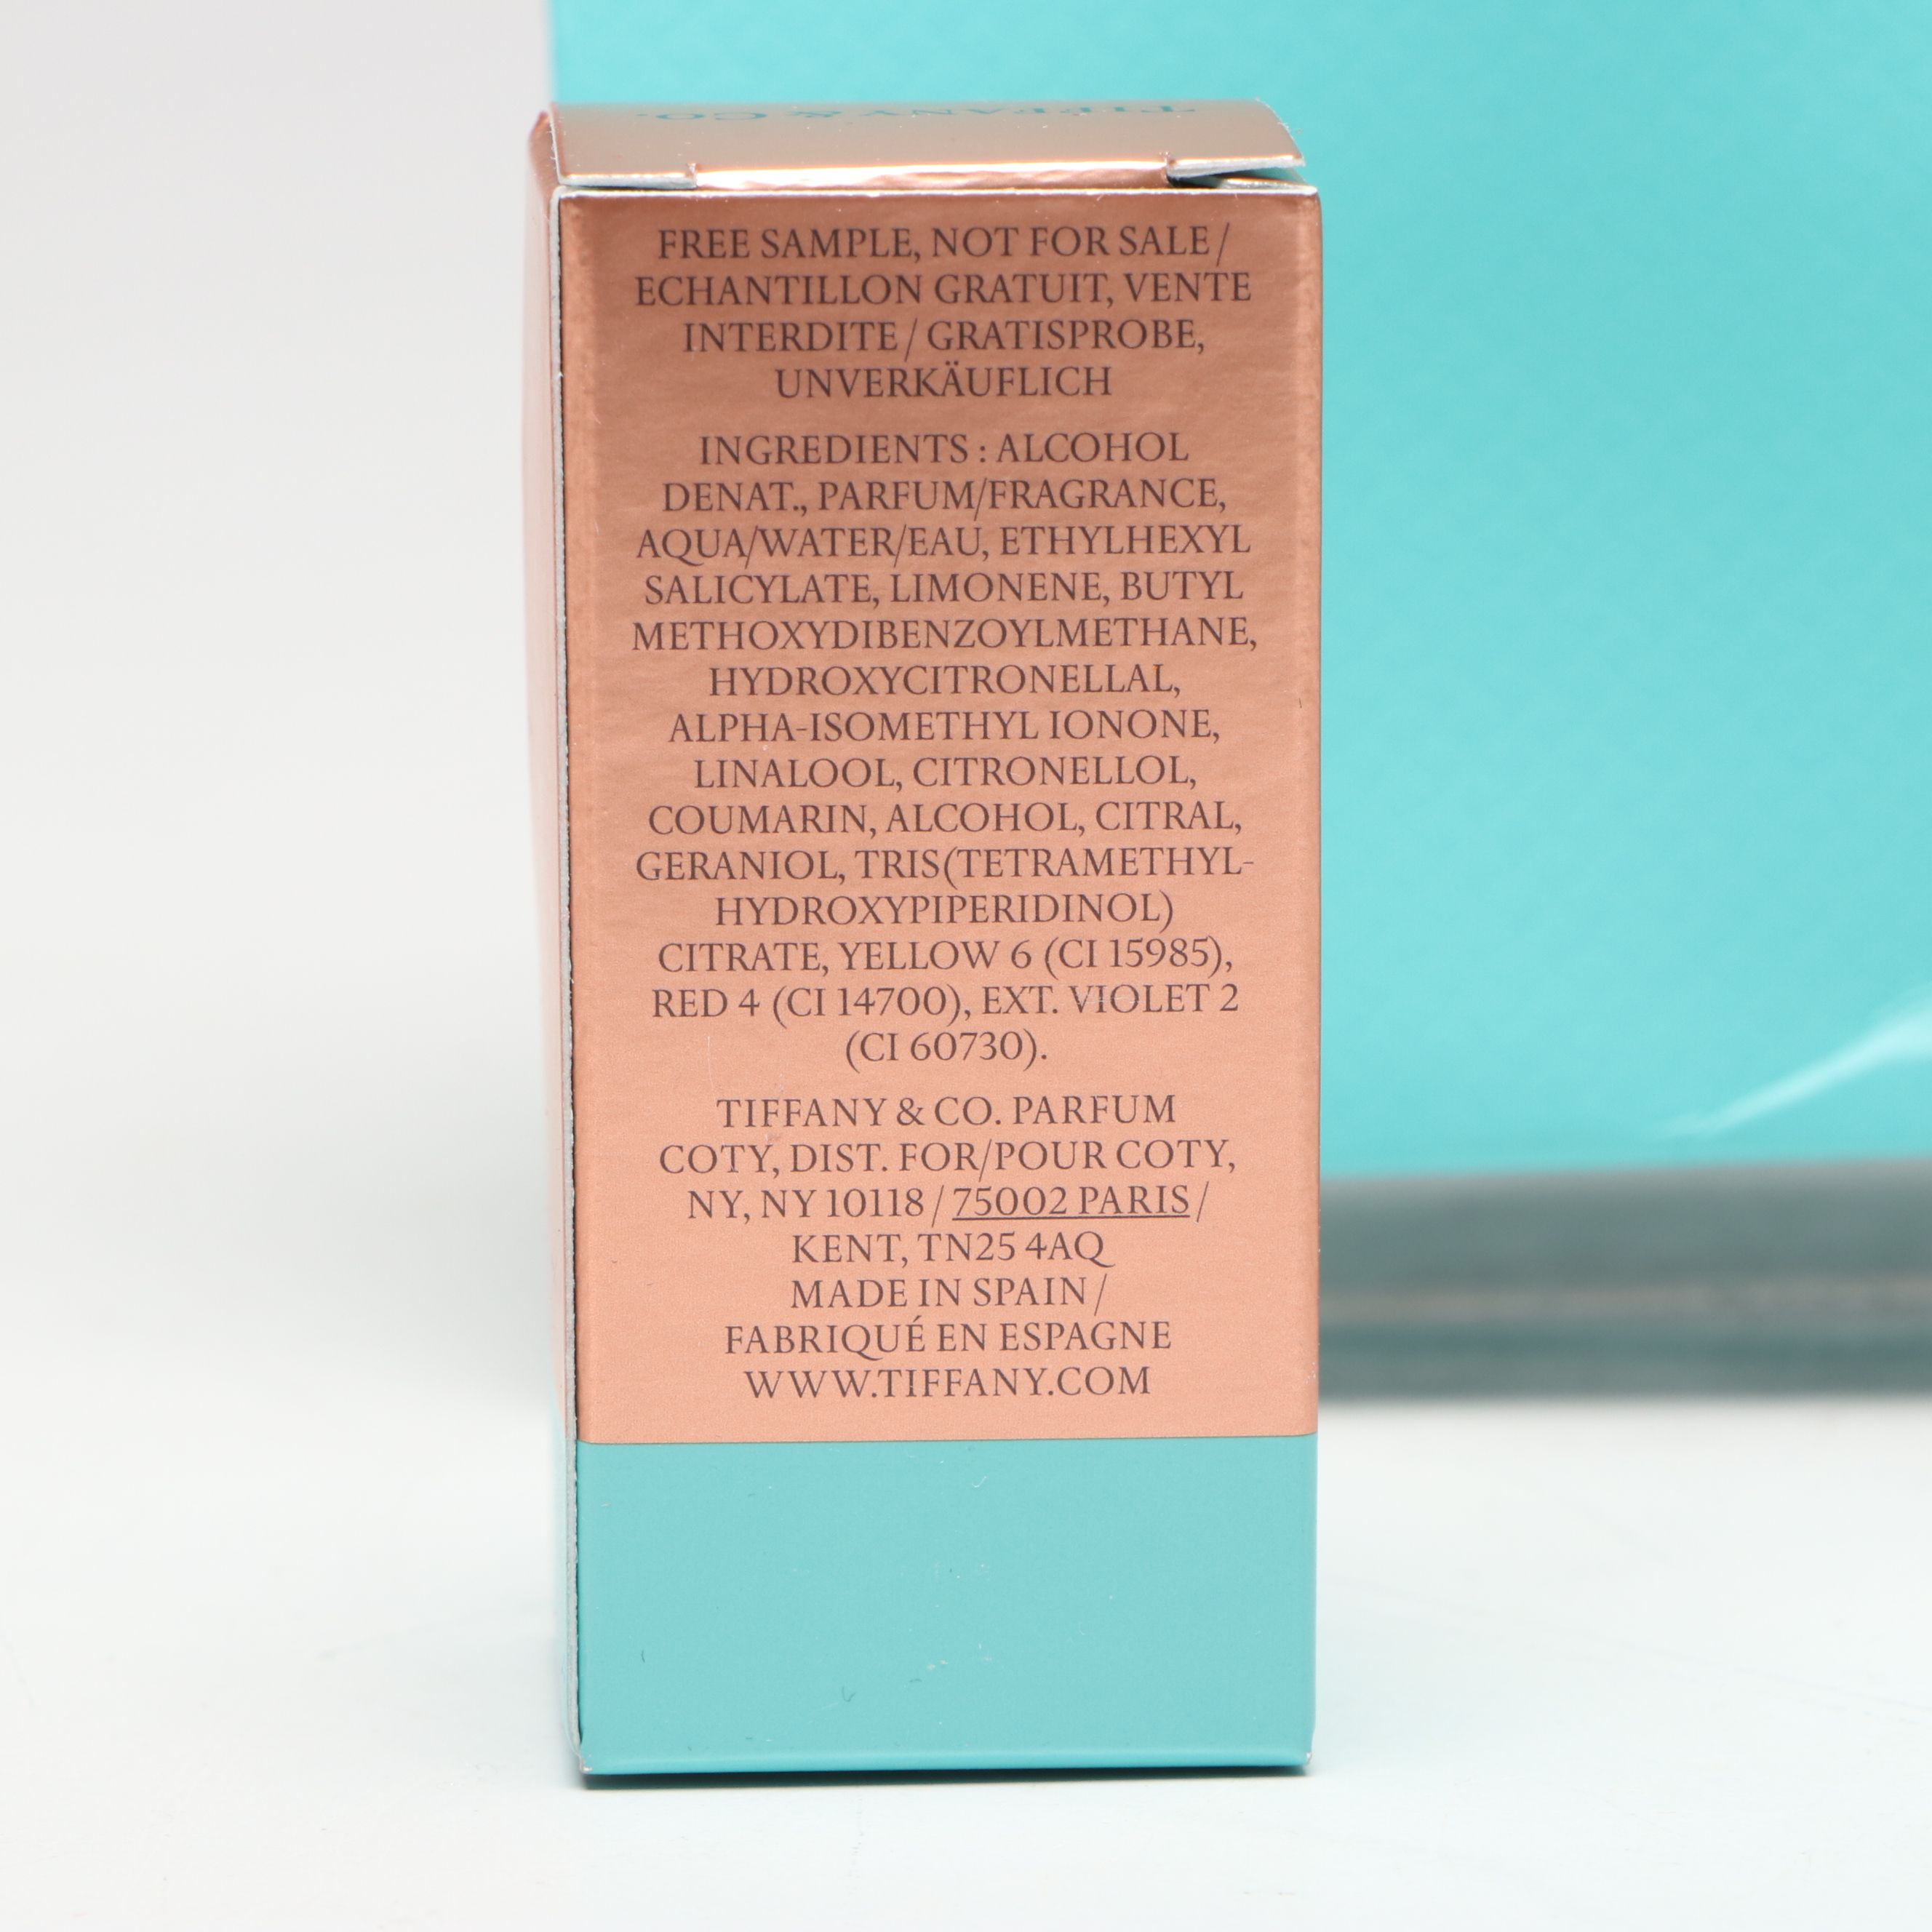 TIFFANY & CO.
FREE SAMPLE, NOT FOR SALE /
ECHANTILLON GRATUIT, VENTE
INTERDITE / GRATISPROBE,
UNVERKÄUFLICH
INGREDIENTS : ALCOHOL
DENAT., PARFUM/FRAGRANCE,
AQUA/WATER/EAU, ETHYLHEXYL
SALICYLATE, LIMONENE, BUTYL
METHOXYDIBENZOYLMETHANE,
HYDROXYCITRONELLAL,
ALPHA-ISOMETHYL IONONE,
LINALOOL, CITRONELLOL,
COUMARIN, ALCOHOL, CITRAL,
GERANIOL, TRIS(TETRAMETHYL-
HYDROXYPIPERIDINOL)
CITRATE, YELLOW 6 (CI 15985),
RED 4 (CI 14700), EXT. VIOLET 2
(CI 60730).
TIFFANY & CO. PARFUM
COTY, DIST. FOR/POUR COTY,
NY, NY 10118 / 75002 PARIS /
KENT, TN25 4AQ
MADE IN SPAIN /
FABRIQUÉ EN ESPAGNE
WWW.TIFFANY.COM